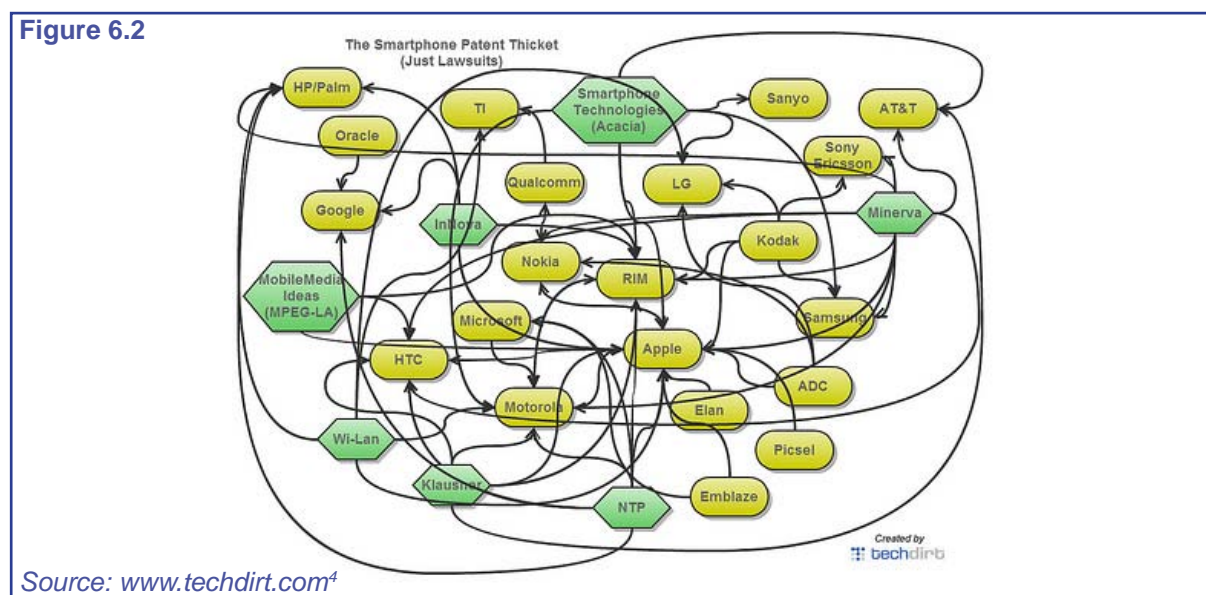 Figure 6.2
The Smartphone Patent Thicket
(Just Lawsuits)
HP/Palm
TI
Smartphone
Technologies
(Acacia)
Sanyo
AT&T
Oracle
Sony
Ericsson
Qualcomm
LG
Google
InNova
Minerva
Kodak
Nokia
RIM
MobileMedia
Ideas
(MPEG-LA)
Microsoft
Samsung
HTC
Apple
ADC
Motorola
Elan
Wi-Lan
Picsel
Klausner
NTP
Emblaze
Created by
techdirt
Source: www.techdirt.com⁴